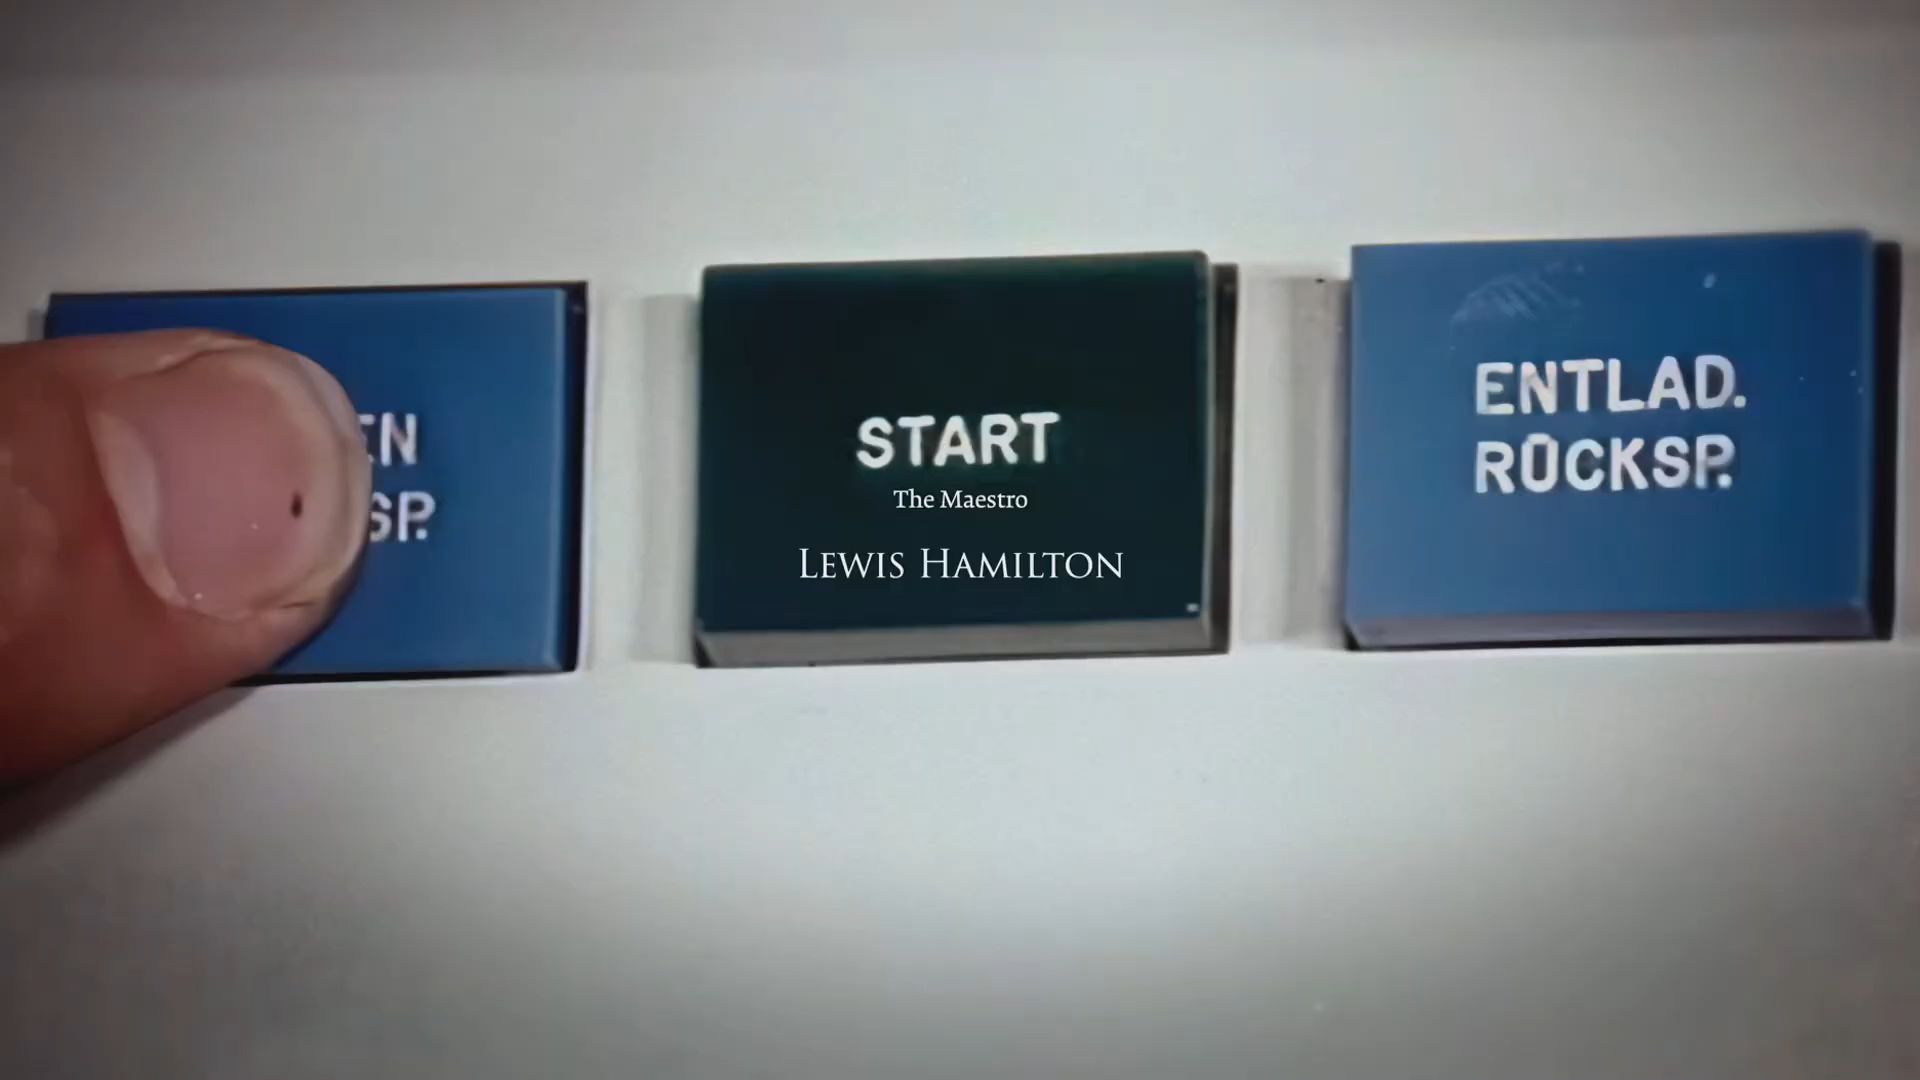 START
The Maestro
LEWIS HAMILTON
ENTLAD.
RÜCKSP.